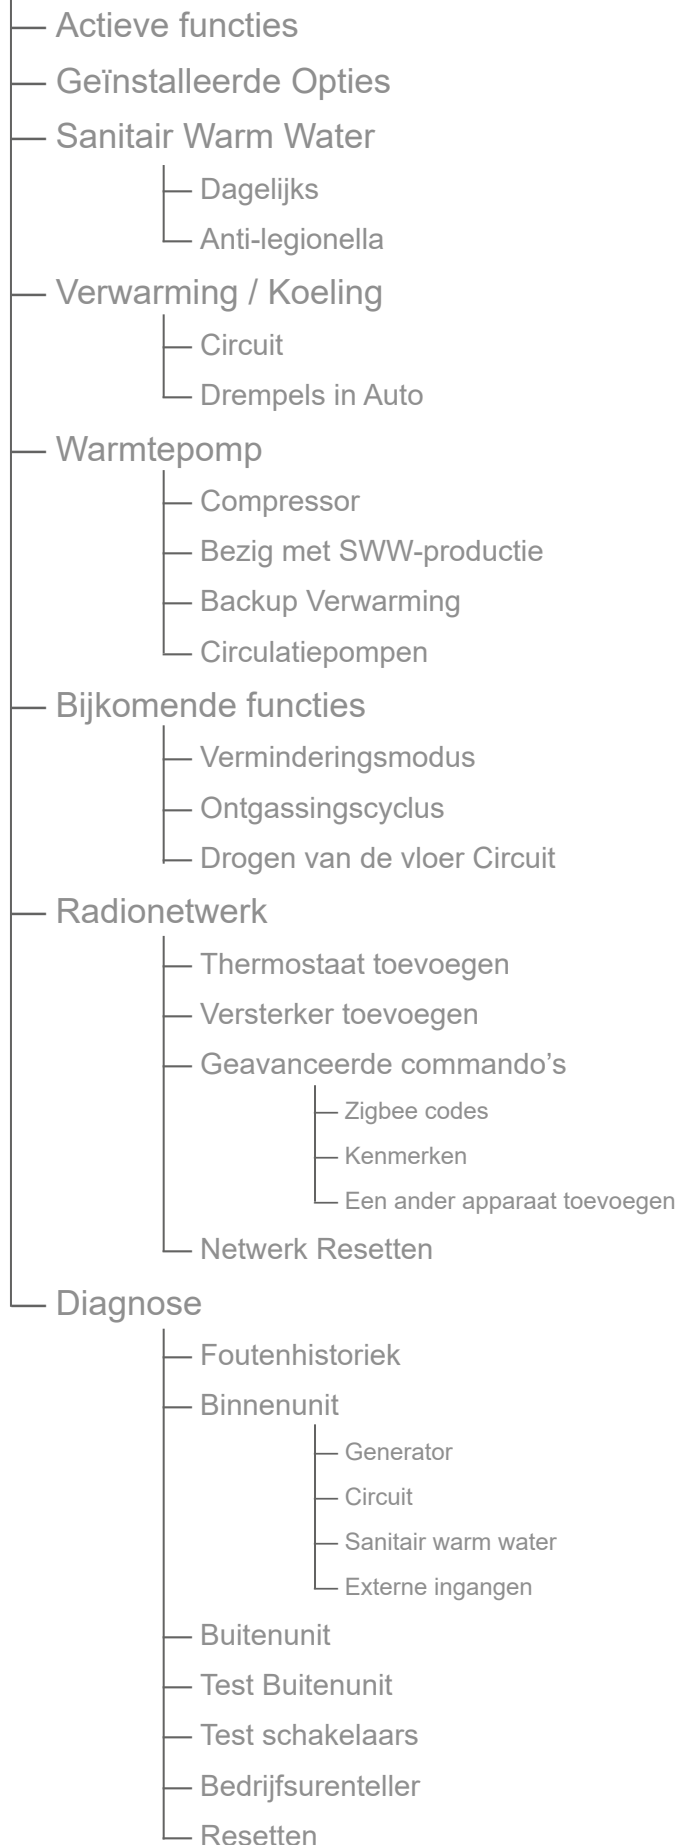 Actieve functies
Geïnstalleerde Opties
Sanitair Warm Water
Dagelijks
Anti-legionella
Verwarming / Koeling
Circuit
Drempels in Auto
Warmtepomp
Compressor
Bezig met SWW-productie
Backup Verwarming
Circulatiepompen
Bijkomende functies
Verminderingsmodus
Ontgassingscyclus
Drogen van de vloer Circuit
Radionetwerk
Thermostaat toevoegen
Versterker toevoegen
Geavanceerde commando’s
Zigbee codes
Kenmerken
Een ander apparaat toevoegen
Netwerk Resetten
Diagnose
Foutenhistoriek
Binnenunit
Generator
Circuit
Sanitair warm water
Externe ingangen
Buitenunit
Test Buitenunit
Test schakelaars
Bedrijfsurenteller
Resetten